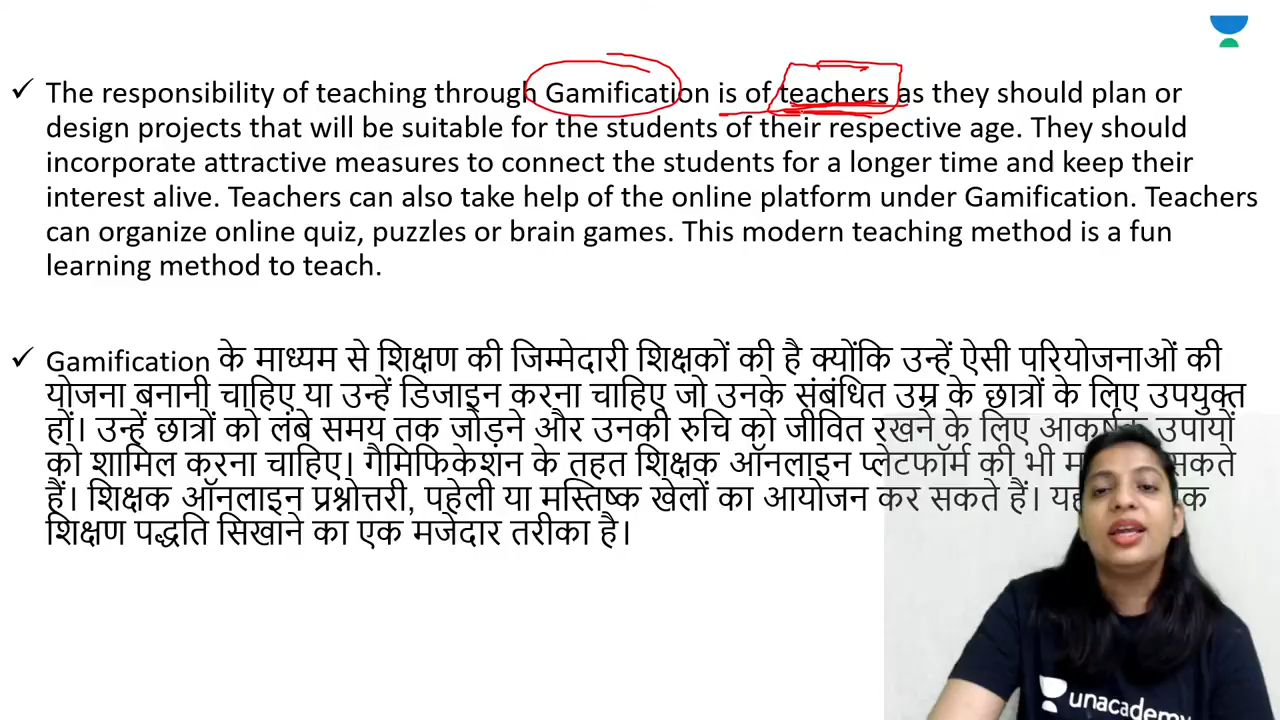 ✓ The responsibility of teaching through Gamification is of teachers as they should plan or
design projects that will be suitable for the students of their respective age. They should
incorporate attractive measures to connect the students for a longer time and keep their
interest alive. Teachers can also take help of the online platform under Gamification. Teachers
can organize online quiz, puzzles or brain games. This modern teaching method is a fun
learning method to teach.
✓ Gamification के माध्यम से शिक्षण की जिम्मेदारी शिक्षकों की है क्योंकि उन्हें ऐसी परियोजनाओं की
योजना बनानी चाहिए या उन्हें डिजाइन करना चाहिए जो उनके संबंधित उम्र के छात्रों के लिए उपयुक्त
हों। उन्हें छात्रों को लंबे समय तक जोड़ने और उनकी रुचि को जीवित रखने के लिए आकर्षक उपायों
को शामिल करना चाहिए। गैमिफिकेशन के तहत शिक्षक ऑनलाइन प्लेटफॉर्म की भी सकते
हैं। शिक्षक ऑनलाइन प्रश्नोत्तरी, पहेली या मस्तिष्क खेलों का आयोजन कर सकते हैं।
शिक्षण पद्धति सिखाने का एक मजेदार तरीका है।
unacademy